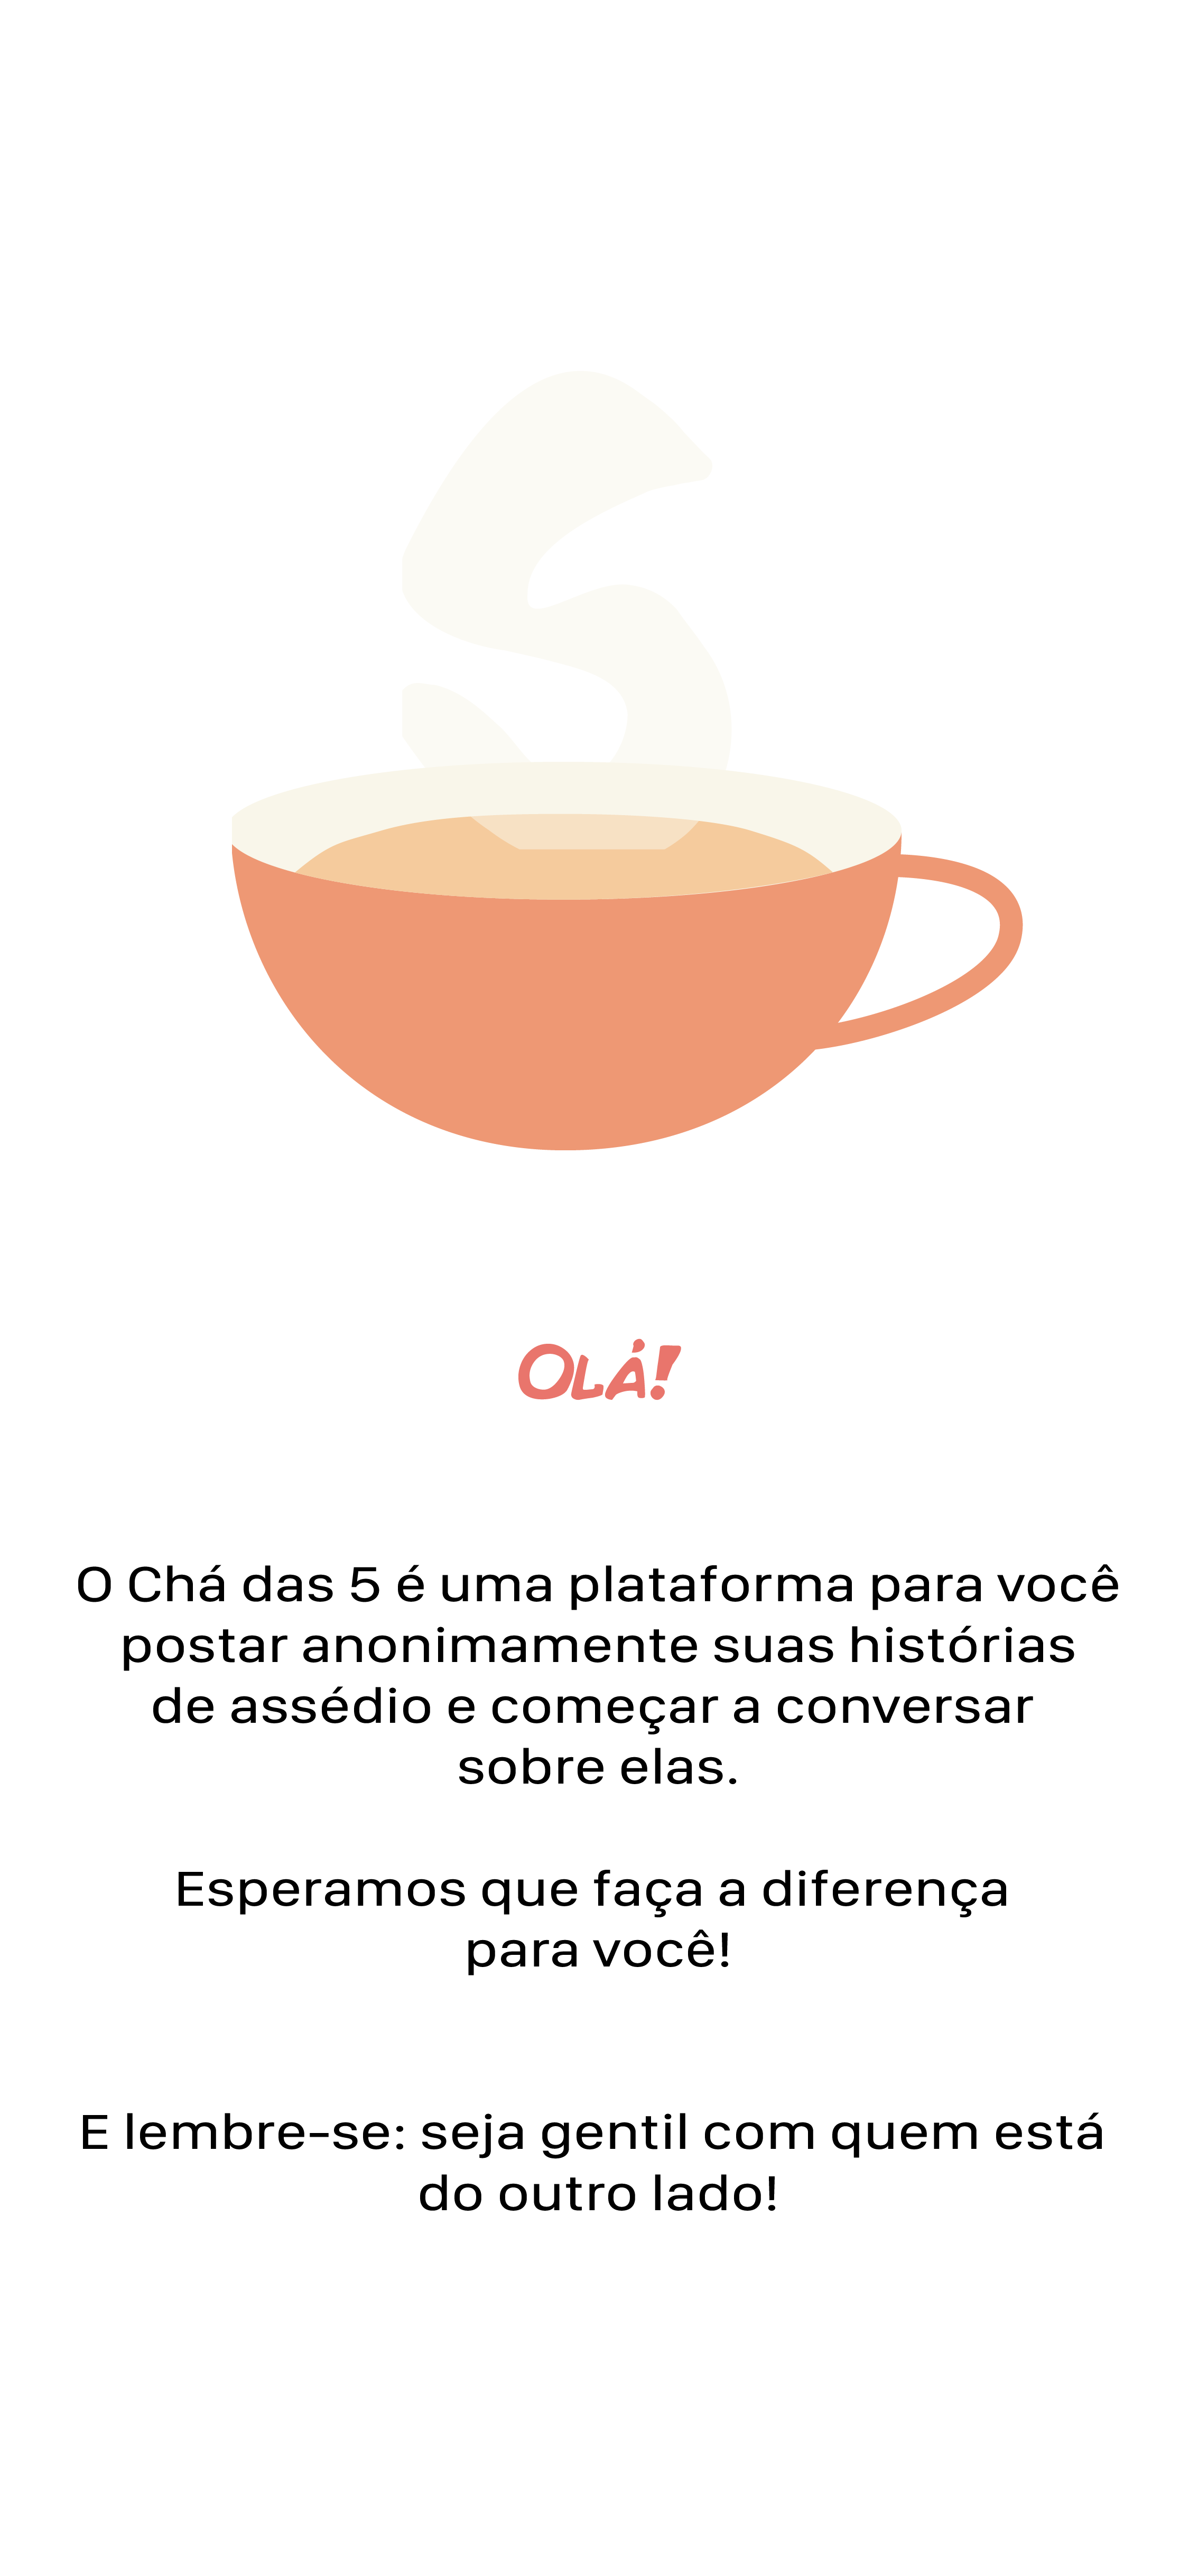 OLÁ!
O Chá das 5 é uma plataforma para você
postar anonimamente suas histórias
de assédio e começar a conversar
sobre elas.
Esperamos que faça a diferença
para você!
E lembre-se: seja gentil com quem está
do outro lado!